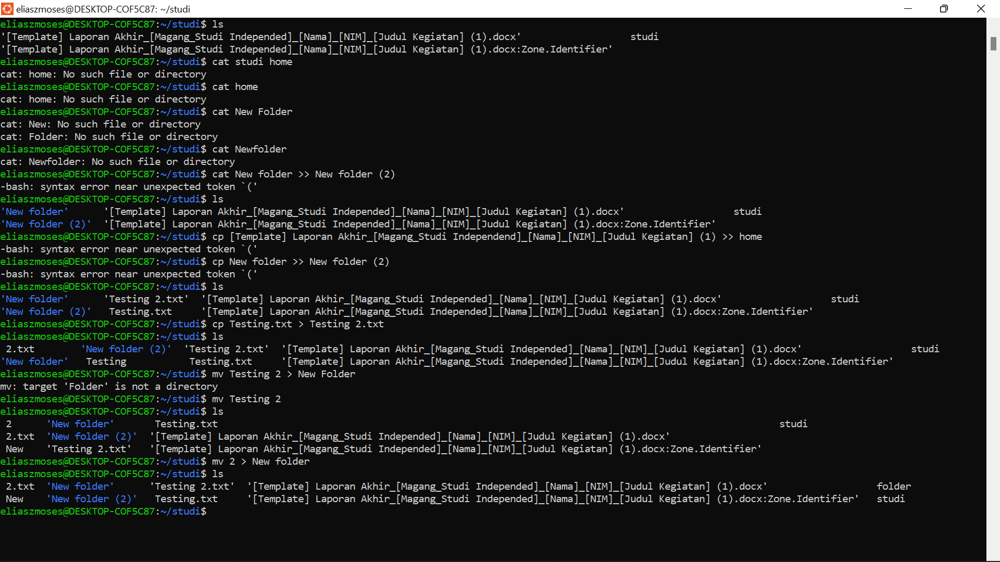 eliaszmoses@DESKTOP-COF5C87: ~/studi
eliaszmoses@DESKTOP-COF5C87:~/studi$ ls
'[Template] Laporan Akhir_[Magang_Studi Independed]_[Nama]_[NIM]_[Judul Kegiatan] (1).docx' studi
'[Template] Laporan Akhir_[Magang_Studi Independed]_[Nama]_[NIM]_[Judul Kegiatan] (1).docx:Zone.Identifier'
eliaszmoses@DESKTOP-COF5C87:~/studi$ cat studi home
cat: home: No such file or directory
eliaszmoses@DESKTOP-COF5C87:~/studi$ cat home
cat: home: No such file or directory
eliaszmoses@DESKTOP-COF5C87:~/studi$ cat New Folder
cat: New: No such file or directory
cat: Folder: No such file or directory
eliaszmoses@DESKTOP-COF5C87:~/studi$ cat Newfolder
cat: Newfolder: No such file or directory
eliaszmoses@DESKTOP-COF5C87:~/studi$ cat New folder >> New folder (2)
-bash: syntax error near unexpected token `('
eliaszmoses@DESKTOP-COF5C87:~/studi$ ls
'New folder' '[Template] Laporan Akhir_[Magang_Studi Independed]_[Nama]_[NIM]_[Judul Kegiatan] (1).docx' studi
'New folder (2)' '[Template] Laporan Akhir_[Magang_Studi Independed]_[Nama]_[NIM]_[Judul Kegiatan] (1).docx:Zone.Identifier'
eliaszmoses@DESKTOP-COF5C87:~/studi$ cp [Template] Laporan Akhir_[Magang_Studi Independend]_[Nama]_[NIM]_[Judul Kegiatan] (1) >> home
-bash: syntax error near unexpected token `('
eliaszmoses@DESKTOP-COF5C87:~/studi$ cp New folder >> New folder (2)
-bash: syntax error near unexpected token `('
eliaszmoses@DESKTOP-COF5C87:~/studi$ ls
'New folder' 'Testing 2.txt' '[Template] Laporan Akhir_[Magang_Studi Independed]_[Nama]_[NIM]_[Judul Kegiatan] (1).docx' studi
'New folder (2)' Testing.txt '[Template] Laporan Akhir_[Magang_Studi Independed]_[Nama]_[NIM]_[Judul Kegiatan] (1).docx:Zone.Identifier'
eliaszmoses@DESKTOP-COF5C87:~/studi$ cp Testing.txt > Testing 2.txt
eliaszmoses@DESKTOP-COF5C87:~/studi$ ls
2.txt 'New folder (2)' 'Testing 2.txt' '[Template] Laporan Akhir_[Magang_Studi Independed]_[Nama]_[NIM]_[Judul Kegiatan] (1).docx' studi
'New folder' Testing Testing.txt '[Template] Laporan Akhir_[Magang_Studi Independed]_[Nama]_[NIM]_[Judul Kegiatan] (1).docx:Zone.Identifier'
eliaszmoses@DESKTOP-COF5C87:~/studi$ mv Testing 2 > New Folder
mv: target 'Folder' is not a directory
eliaszmoses@DESKTOP-COF5C87:~/studi$ mv Testing 2
eliaszmoses@DESKTOP-COF5C87:~/studi$ ls
2 'New folder' Testing.txt studi
2.txt 'New folder (2)' '[Template] Laporan Akhir_[Magang_Studi Independed]_[Nama]_[NIM]_[Judul Kegiatan] (1).docx'
New 'Testing 2.txt' '[Template] Laporan Akhir_[Magang_Studi Independed]_[Nama]_[NIM]_[Judul Kegiatan] (1).docx:Zone.Identifier'
eliaszmoses@DESKTOP-COF5C87:~/studi$ mv 2 > New folder
eliaszmoses@DESKTOP-COF5C87:~/studi$ ls
2.txt 'New folder' 'Testing 2.txt' '[Template] Laporan Akhir_[Magang_Studi Independed]_[Nama]_[NIM]_[Judul Kegiatan] (1).docx' folder
New 'New folder (2)' Testing.txt '[Template] Laporan Akhir_[Magang_Studi Independed]_[Nama]_[NIM]_[Judul Kegiatan] (1).docx:Zone.Identifier' studi
eliaszmoses@DESKTOP-COF5C87:~/studi$